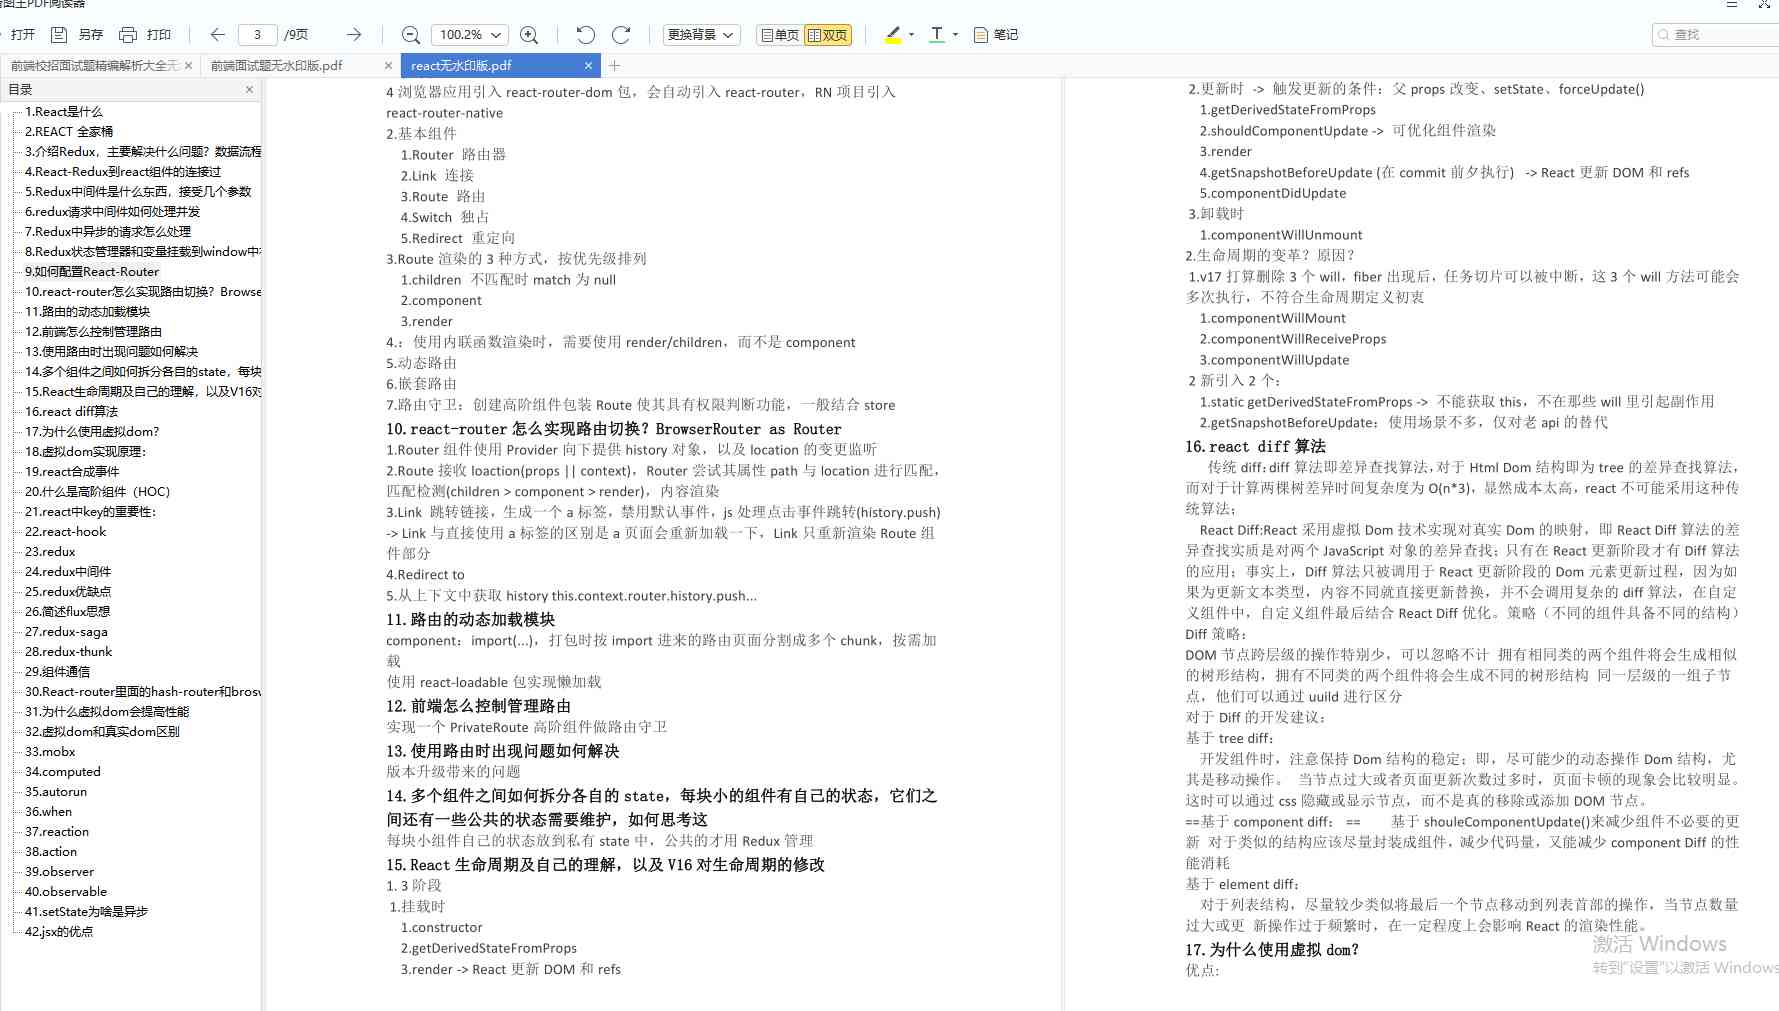 打开 另存 打印 3 /9页 100.2% 更换背景 单页 双页 T 笔记 查找
前端校招面试题精编解析大全无 前端面试题无水印版.pdf react无水印版.pdf
目录
1.React是什么
2.REACT 全家桶
3.介绍Redux，主要解决什么问题？数据流程
4.React-Redux到react组件的连接过
5.Redux中间件是什么东西，接受几个参数
6.redux请求中间件如何处理并发
7.Redux中异步的请求怎么处理
8.Redux状态管理器和变量挂载到window中
9.如何配置React-Router
10.react-router怎么实现路由切换？Browse
11.路由的动态加载模块
12.前端怎么控制管理路由
13.使用路由时出现问题如何解决
14.多个组件之间如何拆分各自的state，每块
15.React生命周期及自己的理解，以及V16对
16.react diff算法
17.为什么使用虚拟dom？
18.虚拟dom实现原理：
19.react合成事件
20.什么是高阶组件（HOC）
21.react中key的重要性：
22.react-hook
23.redux
24.redux中间件
25.redux优缺点
26.简述flux思想
27.redux-saga
28.redux-thunk
29.组件通信
30.React-router里面的hash-router和brosw
31.为什么虚拟dom会提高性能
32.虚拟dom和真实dom区别
33.mobx
34.computed
35.autorun
36.when
37.reaction
38.action
39.observer
40.observable
41.setState为啥是异步
42.jsx的优点
4 浏览器应用引入 react-router-dom 包，会自动引入 react-router，RN 项目引入
react-router-native
2.基本组件
1.Router 路由器
2.Link 连接
3.Route 路由
4.Switch 独占
5.Redirect 重定向
3.Route 渲染的 3 种方式，按优先级排列
1.children 不匹配时 match 为 null
2.component
3.render
4.：使用内联函数渲染时，需要使用 render/children，而不是 component
5.动态路由
6.嵌套路由
7.路由守卫：创建高阶组件包装 Route 使其具有权限判断功能，一般结合 store
10.react-router 怎么实现路由切换？BrowserRouter as Router
1.Router 组件使用 Provider 向下提供 history 对象，以及 location 的变更监听
2.Route 接收 loaction(props || context)，Router 尝试其属性 path 与 location 进行匹配，
匹配检测(children > component > render)，内容渲染
3.Link 跳转链接，生成一个 a 标签，禁用默认事件，js 处理点击事件跳转(history.push)
-> Link 与直接使用 a 标签的区别是 a 页面会重新加载一下，Link 只重新渲染 Route 组
件部分
4.Redirect to
5.从上下文中获取 history this.context.router.history.push...
11.路由的动态加载模块
component：import(...)，打包时按 import 进来的路由页面分割成多个 chunk，按需加
载
使用 react-loadable 包实现懒加载
12.前端怎么控制管理路由
实现一个 PrivateRoute 高阶组件做路由守卫
13.使用路由时出现问题如何解决
版本升级带来的问题
14.多个组件之间如何拆分各自的 state，每块小的组件有自己的状态，它们之
间还有一些公共的状态需要维护，如何思考这
每块小组件自己的状态放到私有 state 中，公共的才用 Redux 管理
15.React 生命周期及自己的理解，以及 V16 对生命周期的修改
1. 3 阶段
1.挂载时
1.constructor
2.getDerivedStateFromProps
3.render -> React 更新 DOM 和 refs
2.更新时 -> 触发更新的条件：父 props 改变、setState、forceUpdate()
1.getDerivedStateFromProps
2.shouldComponentUpdate -> 可优化组件渲染
3.render
4.getSnapshotBeforeUpdate (在 commit 前夕执行) -> React 更新 DOM 和 refs
5.componentDidUpdate
3.卸载时
1.componentWillUnmount
2.生命周期的变革？原因？
1.v17 打算删除 3 个 will，fiber 出现后，任务切片可以被中断，这 3 个 will 方法可能会
多次执行，不符合生命周期定义初衷
1.componentWillMount
2.componentWillReceiveProps
3.componentWillUpdate
2 新引入 2 个：
1.static getDerivedStateFromProps -> 不能获取 this，不在那些 will 里引起副作用
2.getSnapshotBeforeUpdate：使用场景不多，仅对老 api 的替代
16.react diff 算法
传统 diff：diff 算法即差异查找算法，对于 Html Dom 结构即为 tree 的差异查找算法，
而对于计算两棵树差异时间复杂度为 O(n*3)，显然成本太高，react 不可能采用这种传
统算法；
React Diff:React 采用虚拟 Dom 技术实现对真实 Dom 的映射，即 React Diff 算法的差
异查找实质是对两个 JavaScript 对象的差异查找；只有在 React 更新阶段才有 Diff 算法
的应用；事实上，Diff 算法只被调用于 React 更新阶段的 Dom 元素更新过程，因为如
果为更新文本类型，内容不同就直接更新替换，并不会调用复杂的 diff 算法，在自定
义组件中，自定义组件最后结合 React Diff 优化。策略（不同的组件具备不同的结构）
Diff 策略：
DOM 节点跨层级的操作特别少，可以忽略不计 拥有相同类的两个组件将会生成相似
的树形结构，拥有不同类的两个组件将会生成不同的树形结构 同一层级的一组子节
点，他们可以通过 uuild 进行区分
对于 Diff 的开发建议：
基于 tree diff：
开发组件时，注意保持 Dom 结构的稳定；即，尽可能少的动态操作 Dom 结构，尤
其是移动操作。 当节点过大或者页面更新次数过多时，页面卡顿的现象会比较明显。
这时可以通过 css 隐藏或显示节点，而不是真的移除或添加 DOM 节点。
==基于 component diff： == 基于 shouleComponentUpdate()来减少组件不必要的更
新 对于类似的结构应该尽量封装成组件，减少代码量，又能减少 component Diff 的性
能消耗
基于 element diff：
对于列表结构，尽量较少类似将最后一个节点移动到列表首部的操作，当节点数量
过大或更 新操作过于频繁时，在一定程度上会影响 React 的渲染性能。
17.为什么使用虚拟 dom？
优点:
激活 Windows
转到"设置"以激活 Windows